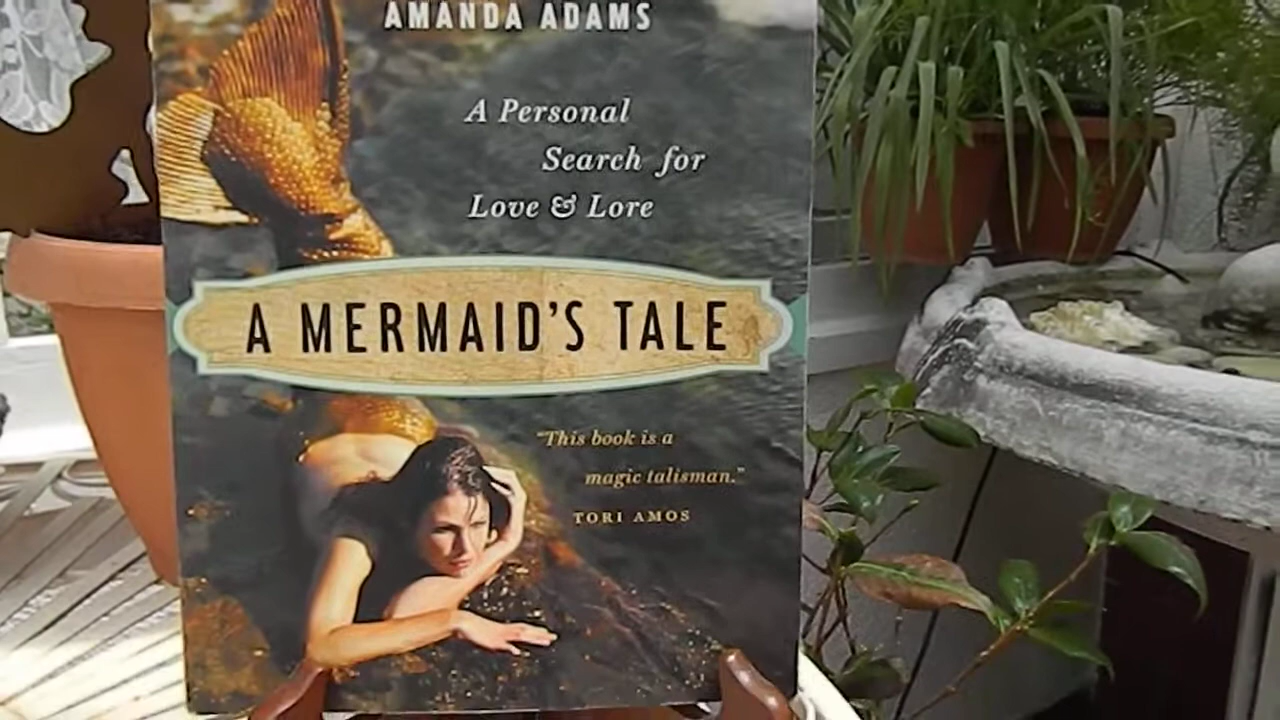 AMANDA ADAMS
A Personal
Search for
Love & Lore
A MERMAID'S TALE
"This book is a
magic talisman."
TORI AMOS